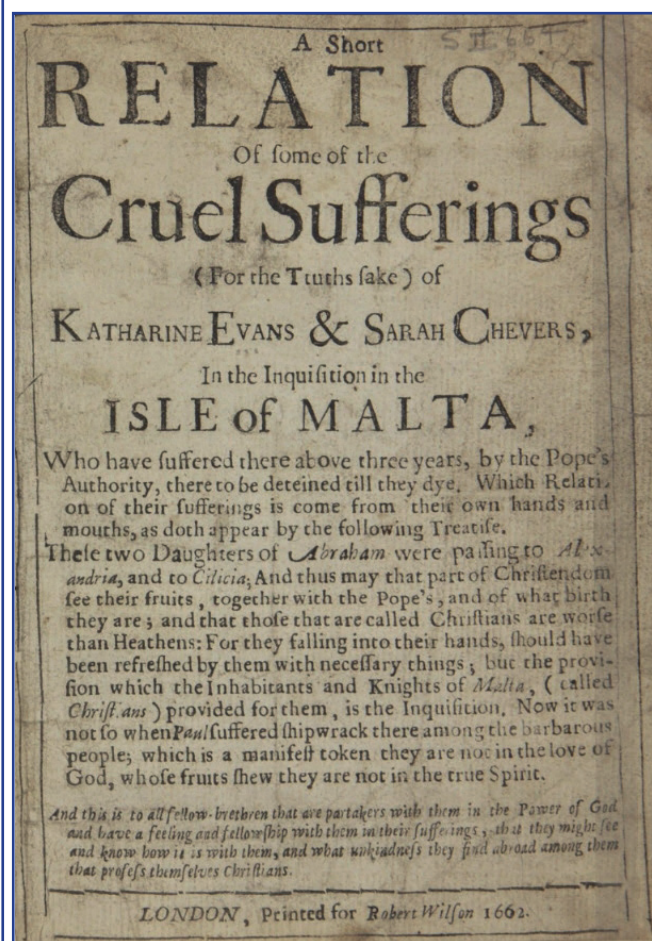 A Short
RELATION
Of ſome of the
Cruel Sufferings
(For the Ttuths ſake) of
KATHARINE EVANS & SARAH CHEVERS,
In the Inquiſition in the
ISLE of MALTA,
Who have ſuffered there above three years, by the Pope's
Authority, there to be deteined till they dye. Which Relati-
on of their ſufferings is come from their own hands and
mouths, as doth appear by the following Treatiſe.
Theſe two Daughters of Abraham were paſſing to Alex-
andria, and to Cilicia; And thus may that part of Chriſtendom
ſee their fruits, together with the Pope's, and of what birth
they are; and that thoſe that are called Chriſtians are worſe
than Heathens: For they falling into their hands, ſhould have
been refreſhed by them with neceſſary things; but the provi-
ſion which the Inhabitants and Knights of Malta, (called
Chriſtians) provided for them, is the Inquiſition. Now it was
not ſo when Paul ſuffered ſhipwrack there among the barbarous
people; which is a manifeſt token they are not in the love of
God, whoſe fruits ſhew they are not in the true Spirit.
And this is to all fellow-brethren that are partakers with them in the Power of God
and have a feeling and fellowſhip with them in their ſufferings, that they might ſee
and know how it is with them, and what unkindneſs they find abroad among them
that profeſs themſelves Chriſtians.
LONDON, Printed for Robert Wilſon 1662.